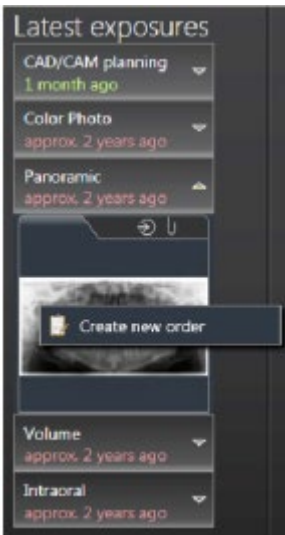 Latest exposures
CAD/CAM planning
1 month ago
Color Photo
approx. 2 years ago
Panoramic
approx. 2 years ago
Create new order
Volume
approx. 2 years ago
Intraoral
approx. 2 years ago